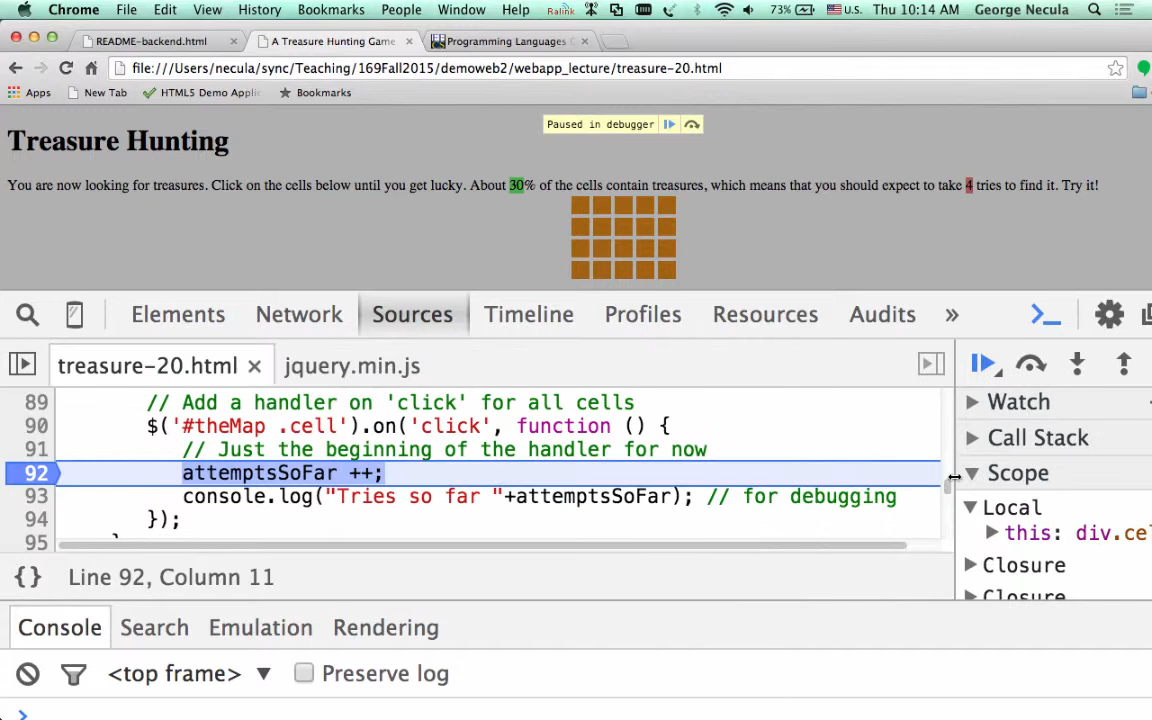 Chrome File Edit View History Bookmarks People Window Help Ralink 73% U.S. Thu 10:14 AM George Necula
README-backend.html × A Treasure Hunting Game × Programming Languages ×
file:///Users/necula/sync/Teaching/169Fall2015/demoweb2/webapp_lecture/treasure-20.html
Apps New Tab HTML5 Demo Applic Bookmarks
Paused in debugger
Treasure Hunting
You are now looking for treasures. Click on the cells below until you get lucky. About 30% of the cells contain treasures, which means that you should expect to take 4 tries to find it. Try it!
Elements Network Sources Timeline Profiles Resources Audits »
treasure-20.html × jquery.min.js
89 // Add a handler on 'click' for all cells
90 $('#theMap .cell').on('click', function () {
91 // Just the beginning of the handler for now
92 attemptsSoFar ++;
93 console.log("Tries so far "+attemptsSoFar); // for debugging
94 });
95
Watch
Call Stack
Scope
Local
this: div.ce
Closure
Closure
{} Line 92, Column 11
Console Search Emulation Rendering
<top frame> ▼ Preserve log
>